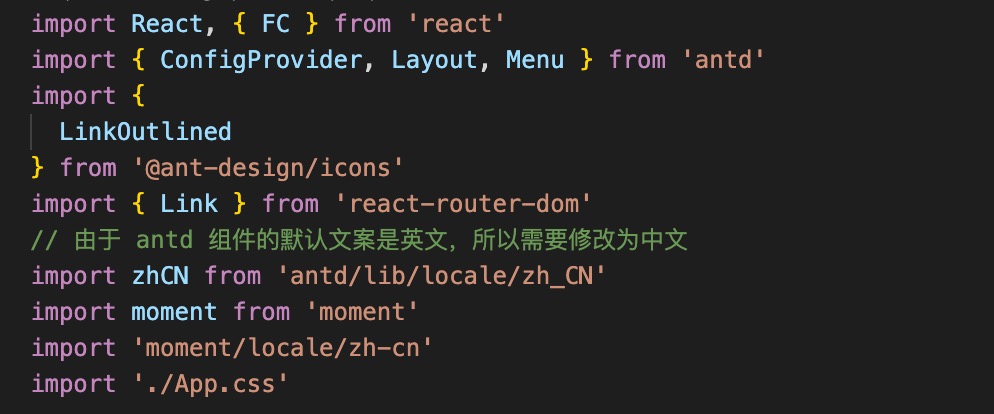 import React, { FC } from 'react'
import { ConfigProvider, Layout, Menu } from 'antd'
import {
  LinkOutlined
} from '@ant-design/icons'
import { Link } from 'react-router-dom'
// 由于 antd 组件的默认文案是英文，所以需要修改为中文
import zhCN from 'antd/lib/locale/zh_CN'
import moment from 'moment'
import 'moment/locale/zh-cn'
import './App.css'